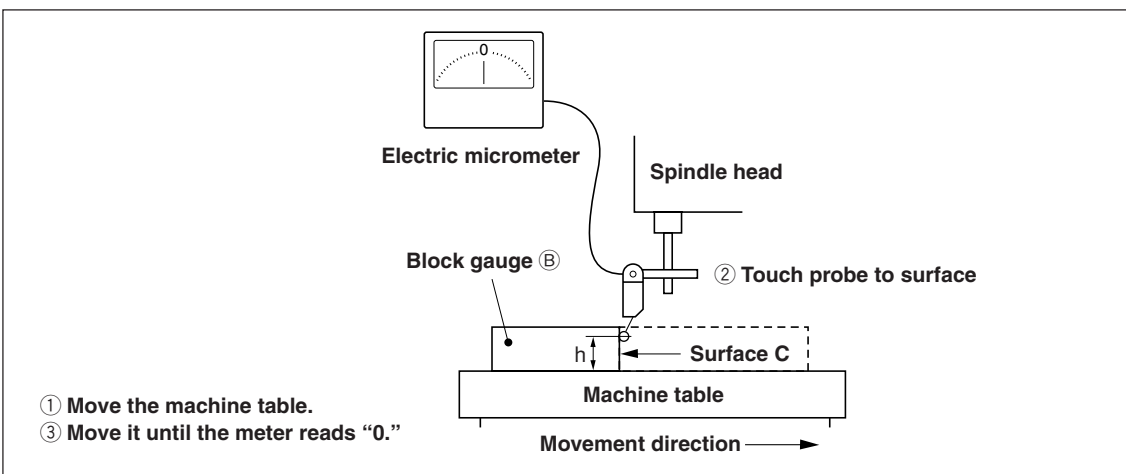 0
Electric micrometer
Spindle head
Block gauge Ⓑ
② Touch probe to surface
h
Surface C
Machine table
① Move the machine table.
③ Move it until the meter reads “0.”
Movement direction